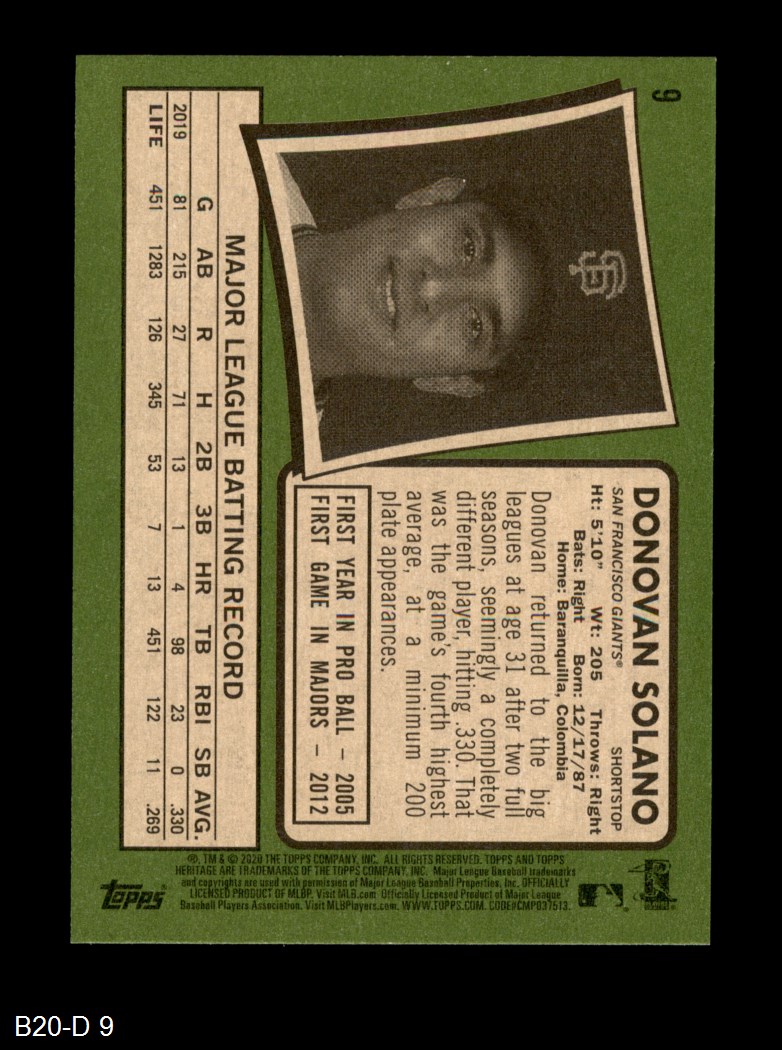 9
DONOVAN SOLANO
SAN FRANCISCO GIANTS® SHORTSTOP
Ht: 5'10" Wt: 205 Throws: Right
Bats: Right Born: 12/17/87
Home: Baranquilla, Colombia
Donovan returned to the big
leagues at age 31 after two full
seasons, seemingly a completely
different player, hitting .330. That
was the game's fourth highest
average, at a minimum 200
plate appearances.
FIRST YEAR IN PRO BALL – 2005
FIRST GAME IN MAJORS – 2012
MAJOR LEAGUE BATTING RECORD
G AB R H 2B 3B HR TB RBI SB AVG.
2019 81 215 27 71 13 1 4 98 23 0 .330
LIFE 451 1283 126 345 53 7 13 451 122 11 .269
®, TM & © 2020 THE TOPPS COMPANY, INC. ALL RIGHTS RESERVED. TOPPS AND TOPPS
HERITAGE ARE TRADEMARKS OF THE TOPPS COMPANY, INC. Major League Baseball trademarks
and copyrights are used with permission of Major League Baseball Properties, Inc. OFFICIALLY
LICENSED PRODUCT OF MLBP. Visit MLB.com. Officially Licensed Product of Major League
Baseball Players Association. Visit MLBPlayers.com. WWW.TOPPS.COM. CODE#CMP037513.
topps®
B20-D 9